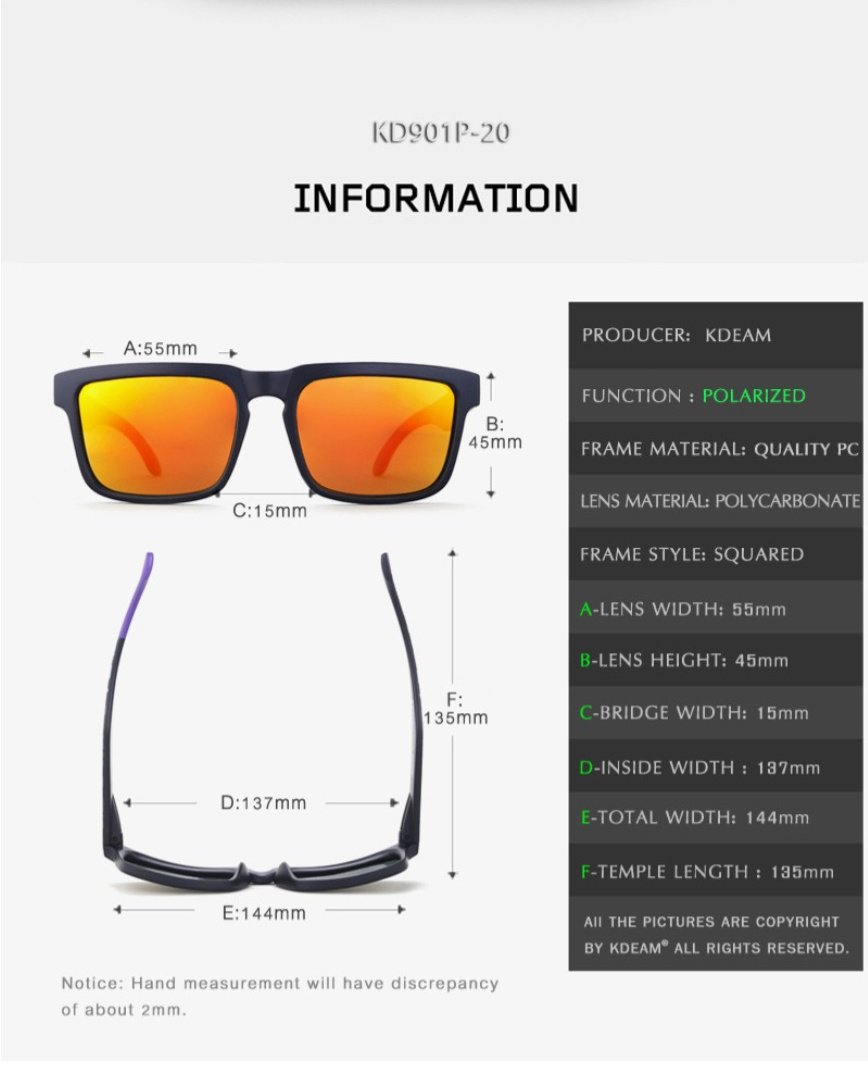 KD901P-20
INFORMATION
A:55mm
B:
45mm
C:15mm
F:
135mm
D:137mm
E:144mm
Notice: Hand measurement will have discrepancy
of about 2mm.
PRODUCER: KDEAM
FUNCTION : POLARIZED
FRAME MATERIAL: QUALITY PC
LENS MATERIAL: POLYCARBONATE
FRAME STYLE: SQUARED
A-LENS WIDTH: 55mm
B-LENS HEIGHT: 45mm
C-BRIDGE WIDTH: 15mm
D-INSIDE WIDTH : 137mm
E-TOTAL WIDTH: 144mm
F-TEMPLE LENGTH : 135mm
All THE PICTURES ARE COPYRIGHT
BY KDEAM® ALL RIGHTS RESERVED.